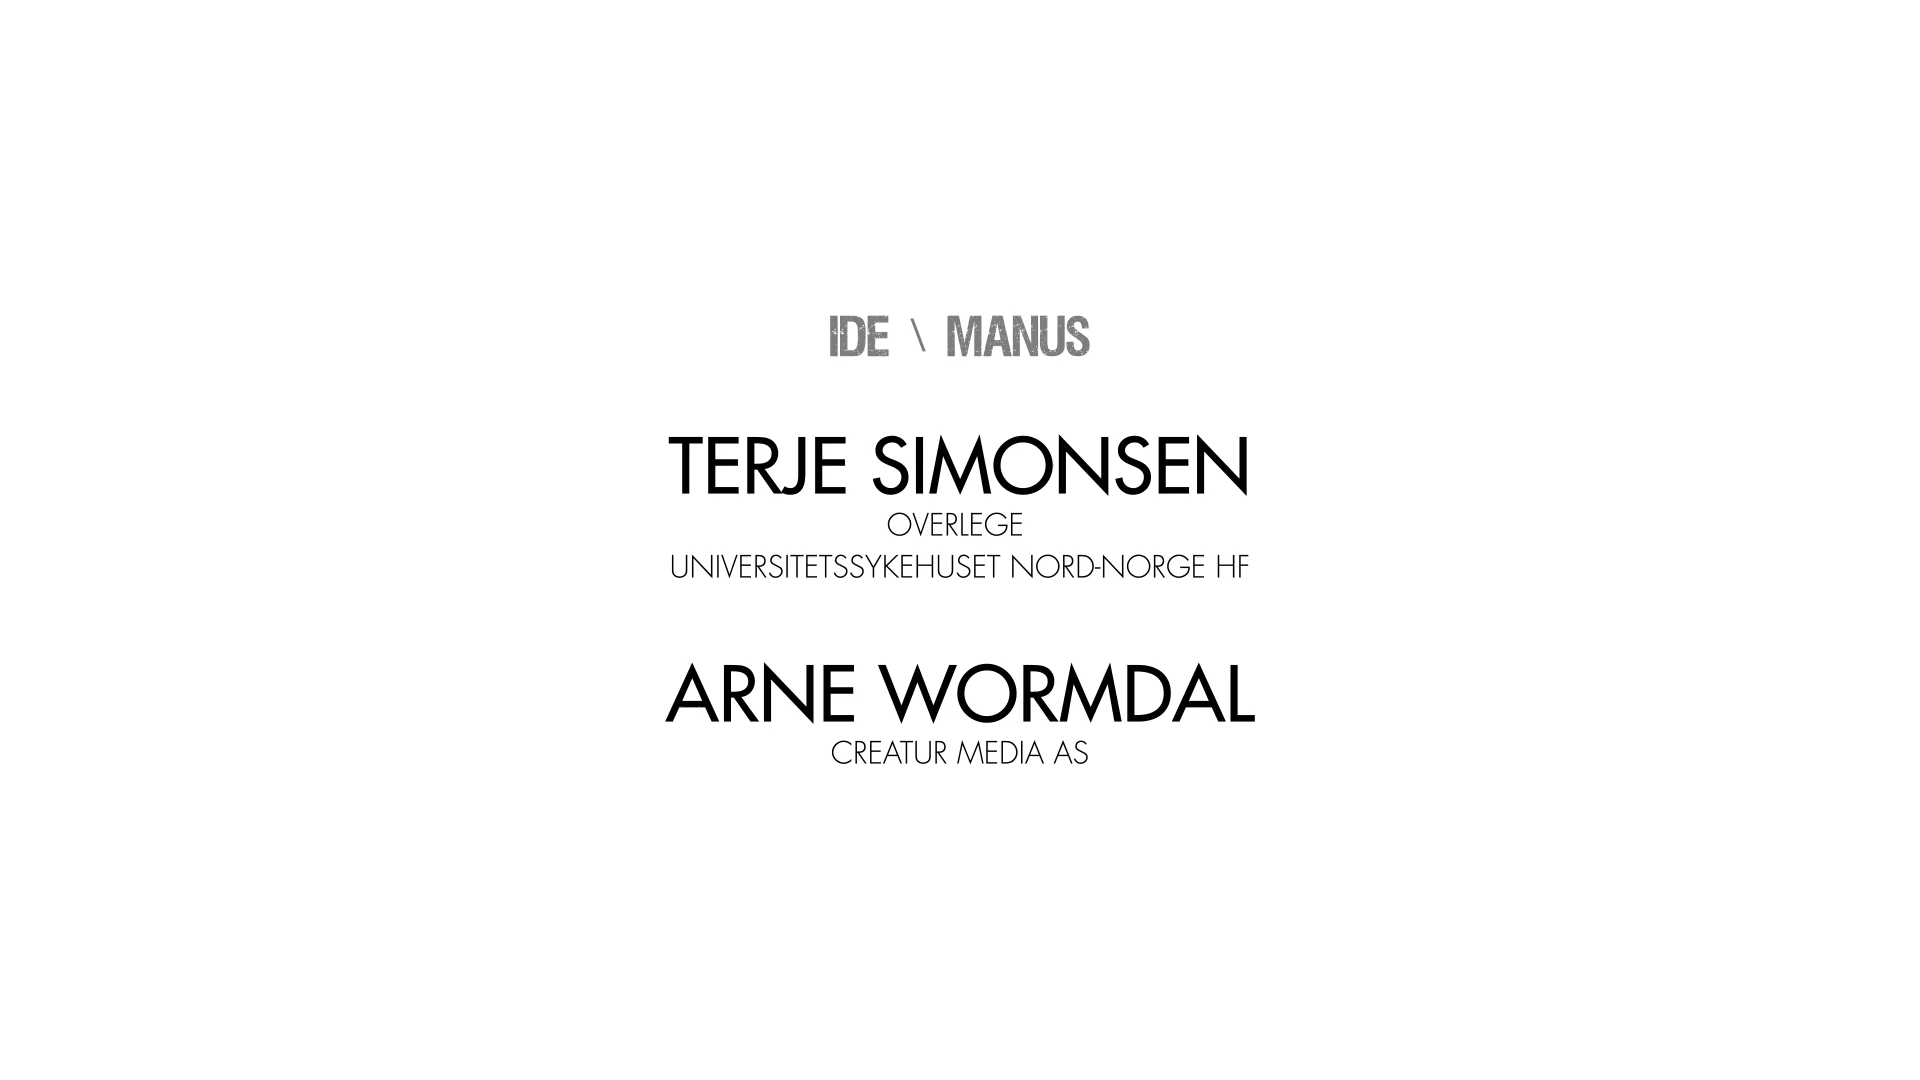 IDE \ MANUS
TERJE SIMONSEN
OVERLEGE
UNIVERSITETSSYKEHUSET NORD-NORGE HF
ARNE WORMDAL
CREATUR MEDIA AS